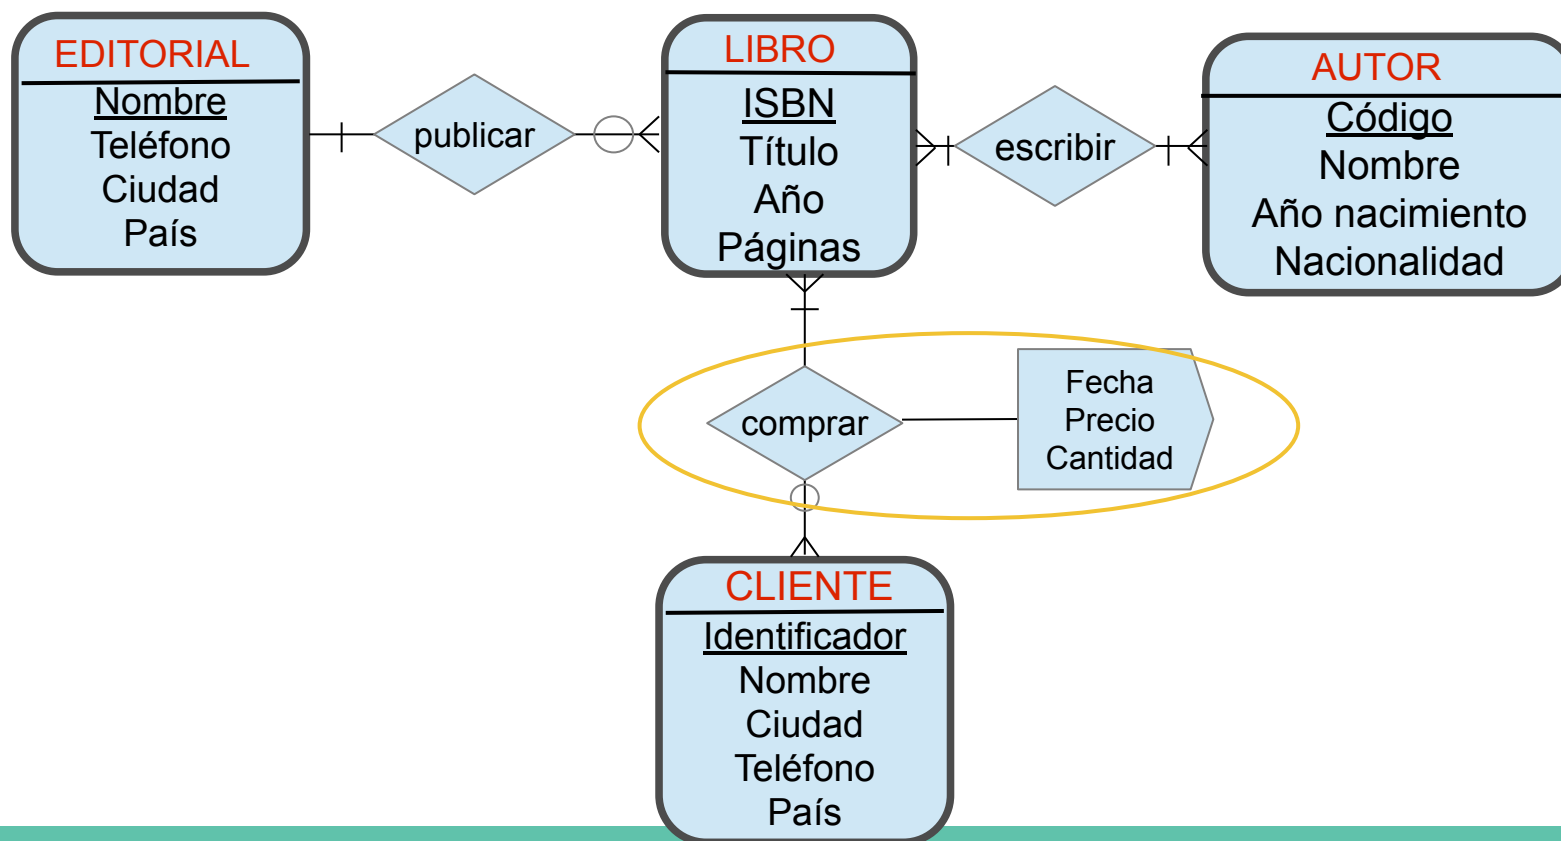 EDITORIAL
Nombre
Teléfono
Ciudad
País
publicar
LIBRO
ISBN
Título
Año
Páginas
escribir
AUTOR
Código
Nombre
Año nacimiento
Nacionalidad
comprar
Fecha
Precio
Cantidad
CLIENTE
Identificador
Nombre
Ciudad
Teléfono
País